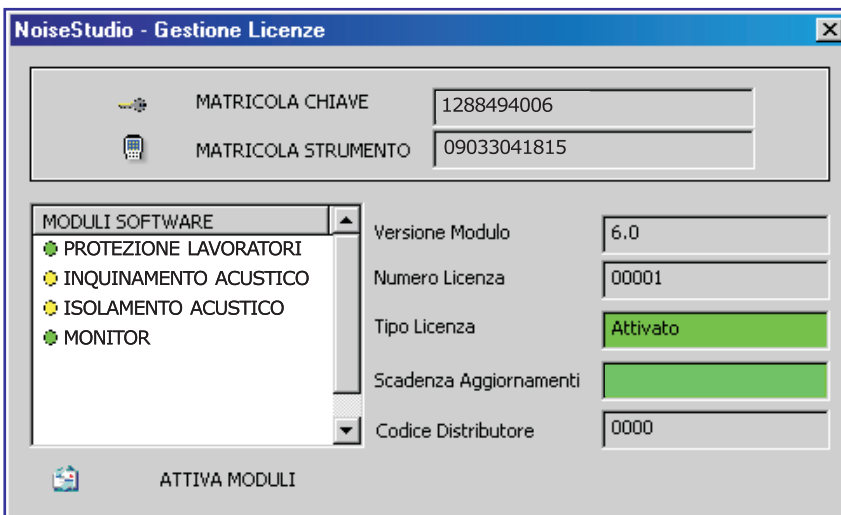 NoiseStudio - Gestione Licenze
MATRICOLA CHIAVE 1288494006
MATRICOLA STRUMENTO 09033041815
MODULI SOFTWARE
PROTEZIONE LAVORATORI
INQUINAMENTO ACUSTICO
ISOLAMENTO ACUSTICO
MONITOR
Versione Modulo 6.0
Numero Licenza 00001
Tipo Licenza Attivato
Scadenza Aggiornamenti
Codice Distributore 0000
ATTIVA MODULI